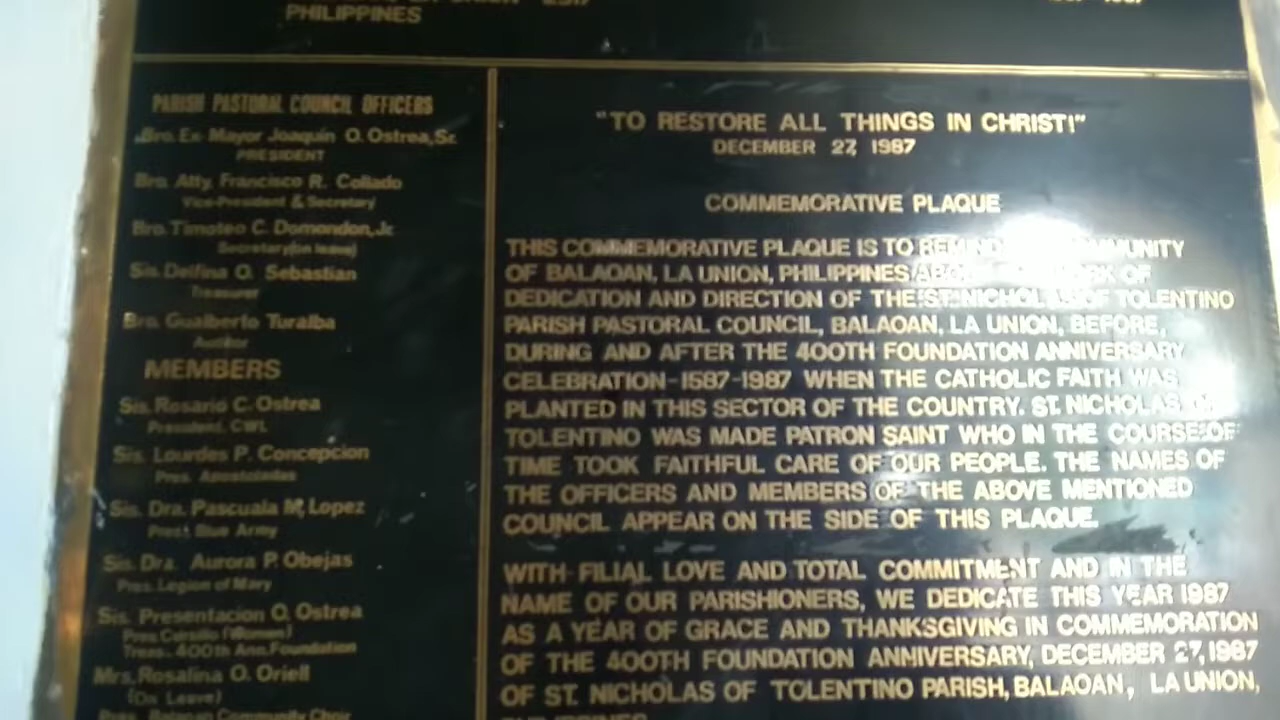 PHILIPPINES
PARISH PASTORAL COUNCIL OFFICERS
Bro. Ex Mayor Joaquin O. Ostrea, Sr.
PRESIDENT
Bro. Atty. Francisco R. Collado
Vice-President & Secretary
Bro. Timoteo C. Domondon, Jr.
Secretary (on leave)
Sis. Delfina O. Sebastian
Treasurer
Bro. Gualberto Turalba
Auditor
MEMBERS
Sis. Rosario C. Ostrea
President, CWL
Sis. Lourdes P. Concepcion
Pres.
Sis. Dra. Pascuala M. Lopez
Pres. Blue Army
Sis. Dra. Aurora P. Obejas
Pres. Legion of Mary
Sis. Presentacion O. Ostrea
Pres. Cursillo (Women)
Treas. 400th Ann. Foundation
Mrs. Rosalina O. Oriell
(On Leave)
Pres. Balaoan Community Choir
"TO RESTORE ALL THINGS IN CHRIST!"
DECEMBER 27, 1987
COMMEMORATIVE PLAQUE
THIS COMMEMORATIVE PLAQUE IS TO REMIND COMMUNITY
OF BALAOAN, LA UNION, PHILIPPINES OF
DEDICATION AND DIRECTION OF THE ST. NICHOLAS OF TOLENTINO
PARISH PASTORAL COUNCIL, BALAOAN, LA UNION, BEFORE,
DURING AND AFTER THE 400TH FOUNDATION ANNIVERSARY
CELEBRATION-1587-1987 WHEN THE CATHOLIC FAITH WAS
PLANTED IN THIS SECTOR OF THE COUNTRY. ST. NICHOLAS
TOLENTINO WAS MADE PATRON SAINT WHO IN THE COURSE OF
TIME TOOK FAITHFUL CARE OF OUR PEOPLE. THE NAMES OF
THE OFFICERS AND MEMBERS OF THE ABOVE MENTIONED
COUNCIL APPEAR ON THE SIDE OF THIS PLAQUE.
WITH FILIAL LOVE AND TOTAL COMMITMENT AND IN THE
NAME OF OUR PARISHIONERS, WE DEDICATE THIS YEAR 1987
AS A YEAR OF GRACE AND THANKSGIVING IN COMMEMORATION
OF THE 400TH FOUNDATION ANNIVERSARY, DECEMBER 27, 1987
OF ST. NICHOLAS OF TOLENTINO PARISH, BALAOAN, LA UNION,